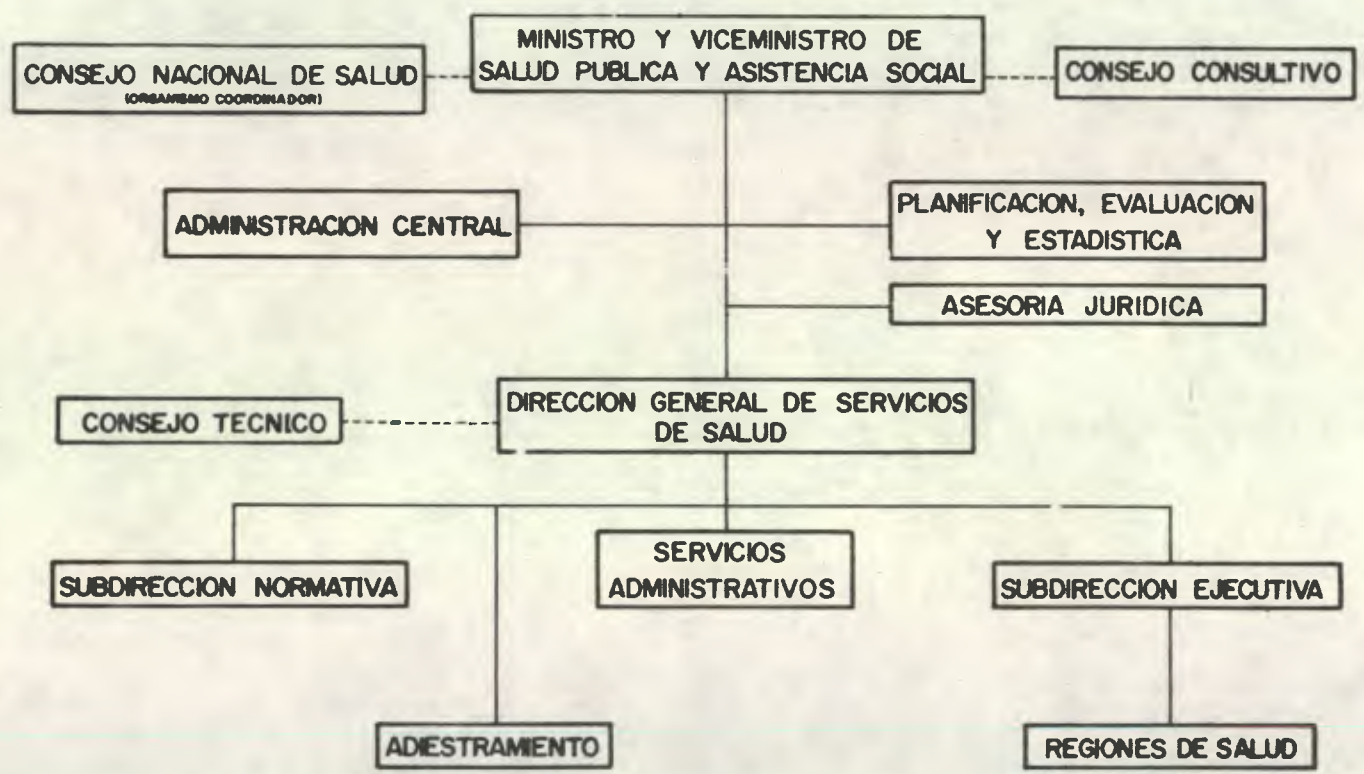 MINISTRO Y VICEMINISTRO DE
SALUD PUBLICA Y ASISTENCIA SOCIAL
CONSEJO NACIONAL DE SALUD
(ORGANISMO COORDINADOR)
CONSEJO CONSULTIVO
ADMINISTRACION CENTRAL
PLANIFICACION, EVALUACION
Y ESTADISTICA
ASESORIA JURIDICA
DIRECCION GENERAL DE SERVICIOS
DE SALUD
CONSEJO TECNICO
SUBDIRECCION NORMATIVA
SERVICIOS
ADMINISTRATIVOS
SUBDIRECCION EJECUTIVA
ADIESTRAMIENTO
REGIONES DE SALUD